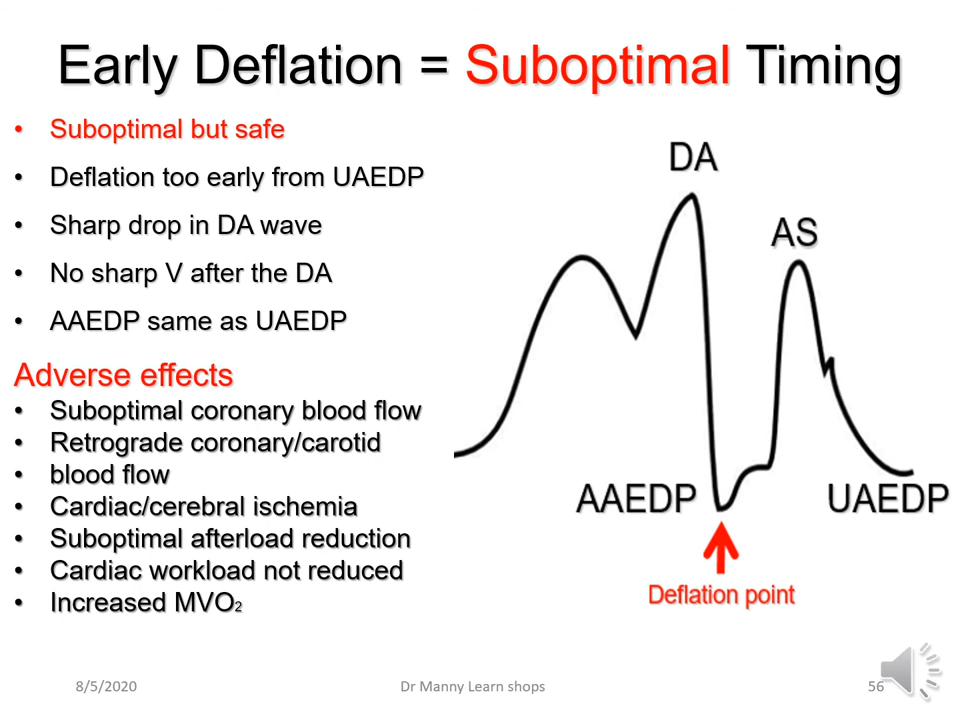 Early Deflation = Suboptimal Timing
• Suboptimal but safe
• Deflation too early from UAEDP
• Sharp drop in DA wave
• No sharp V after the DA
• AAEDP same as UAEDP
Adverse effects
• Suboptimal coronary blood flow
• Retrograde coronary/carotid
• blood flow
• Cardiac/cerebral ischemia
• Suboptimal afterload reduction
• Cardiac workload not reduced
• Increased MVO₂
DA
AS
AAEDP
UAEDP
Deflation point
8/5/2020
Dr Manny Learn shops
56